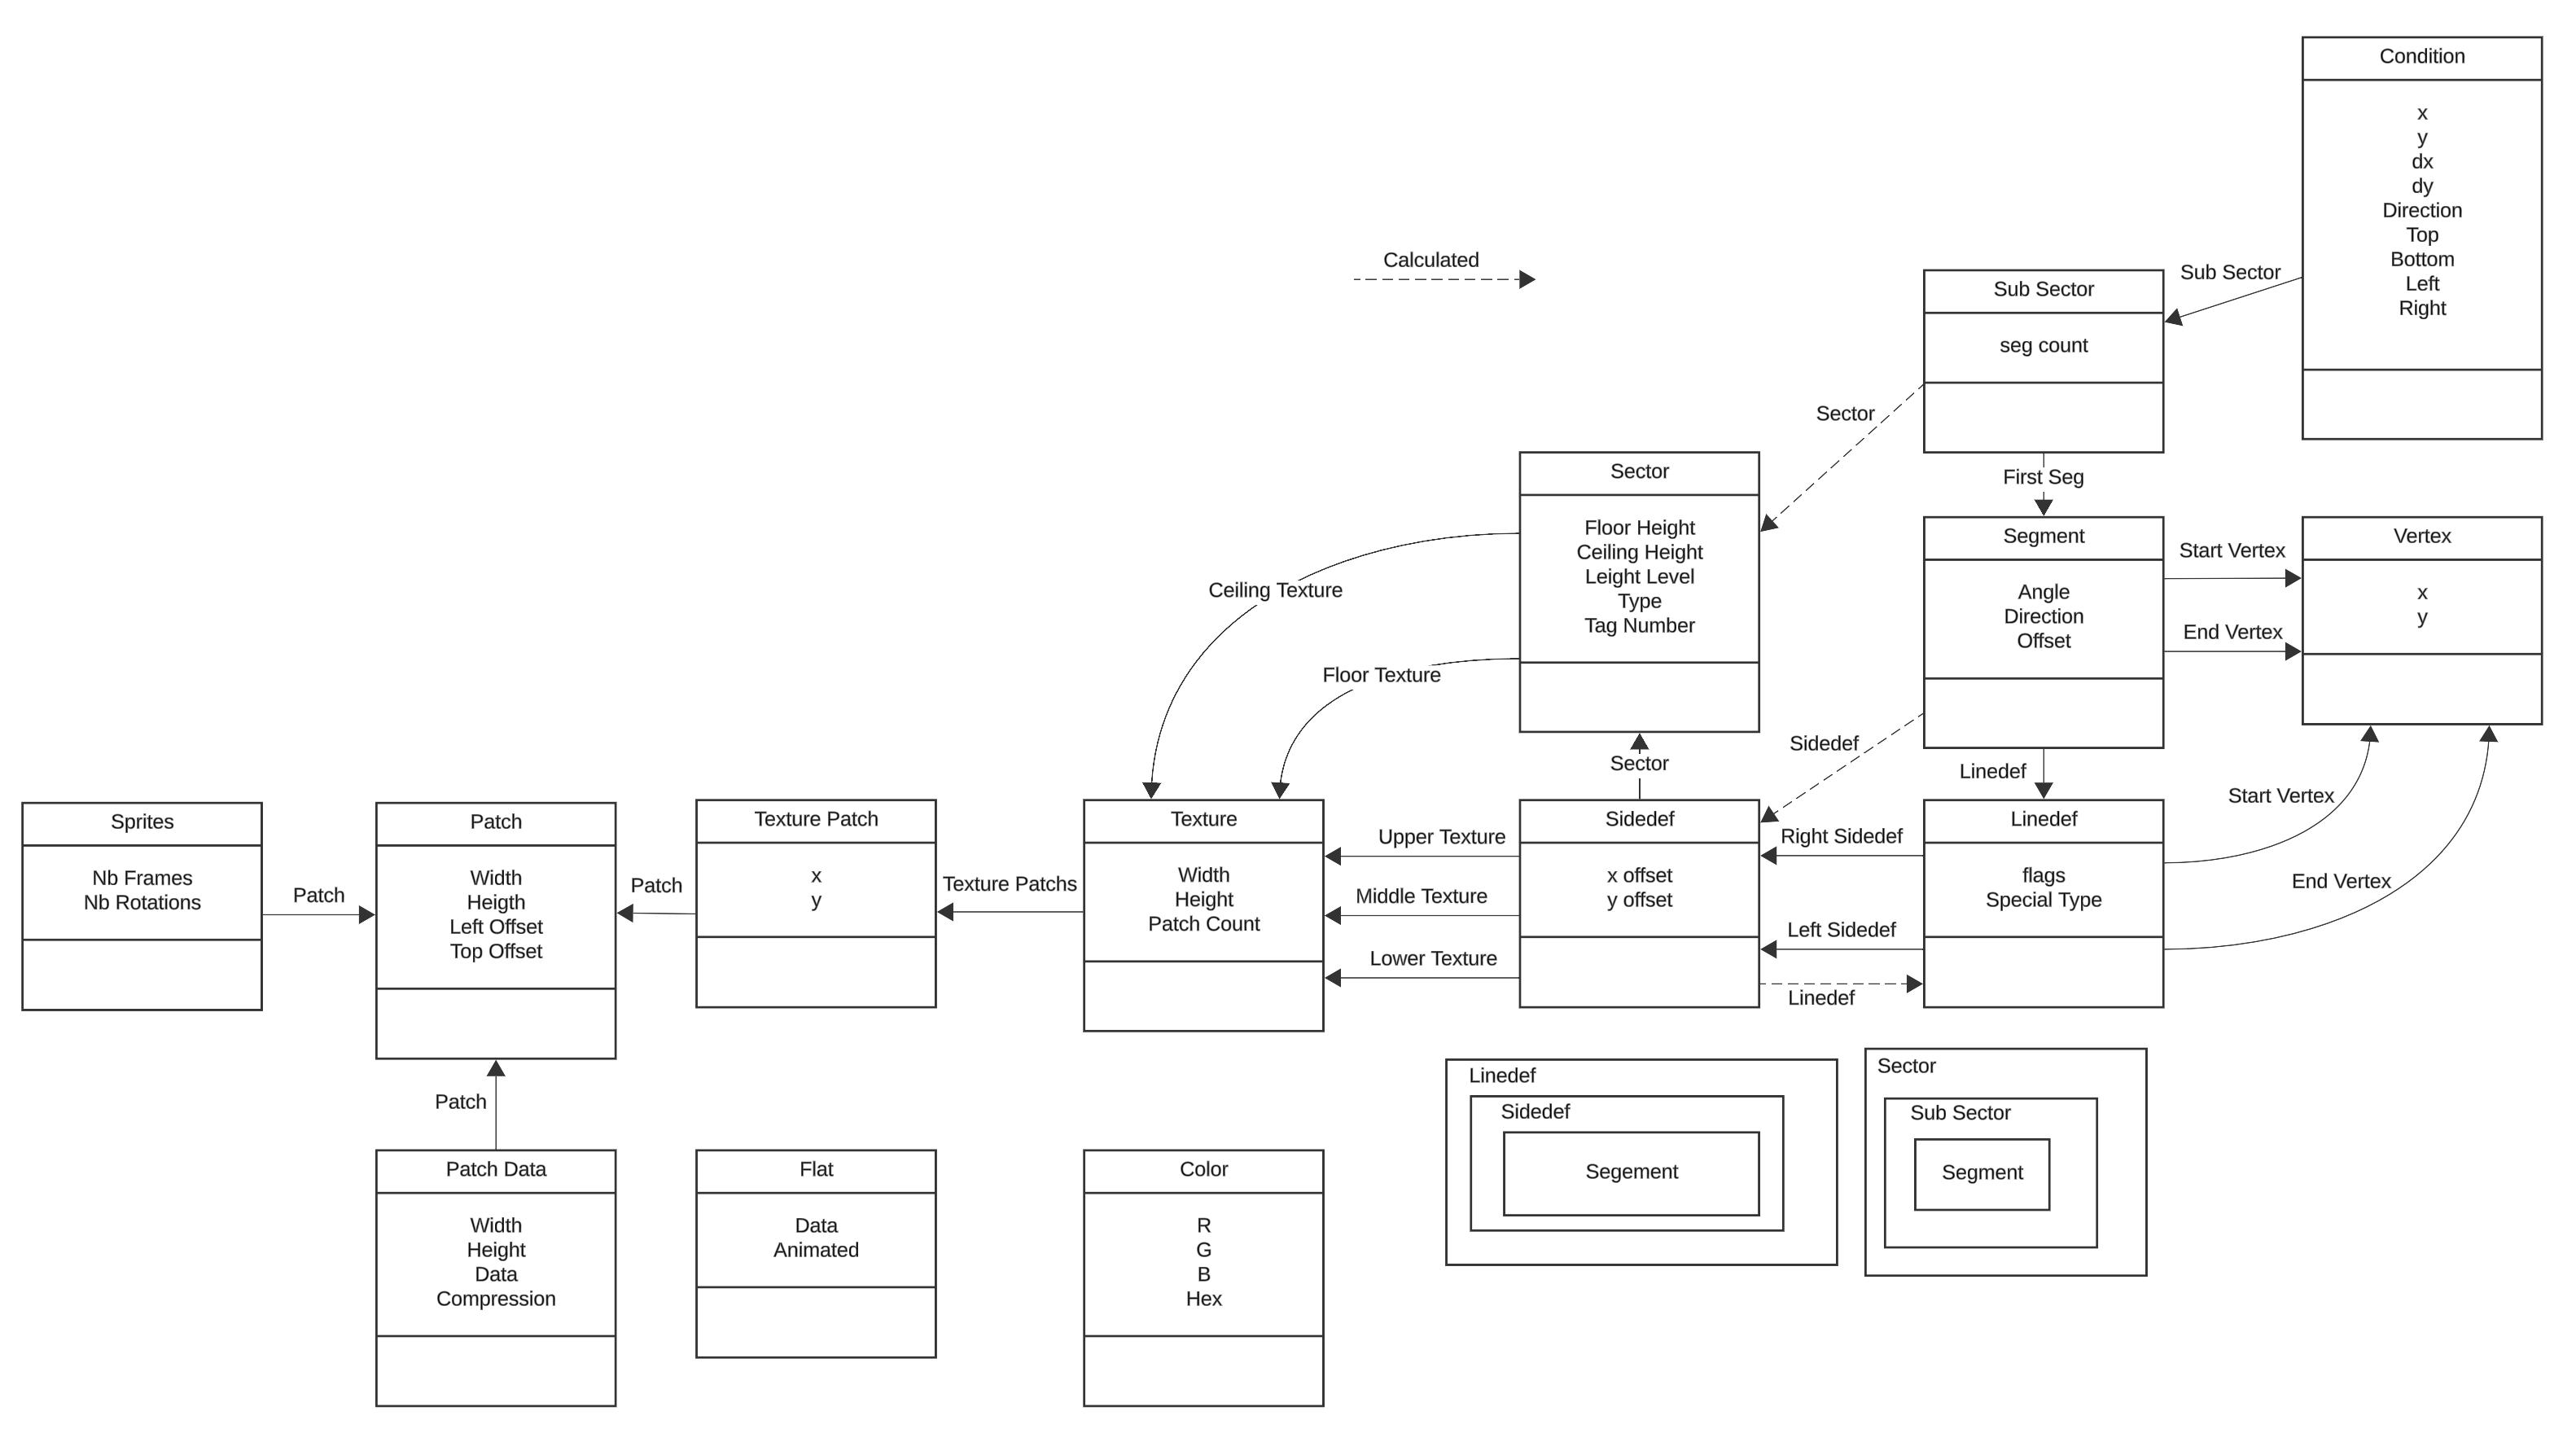 Condition
x
y
dx
dy
Direction
Top
Bottom
Left
Right
Calculated
Sub Sector
Sub Sector
seg count
Sector
First Seg
Sector
Floor Height
Ceiling Height
Leight Level
Type
Tag Number
Segment
Angle
Direction
Offset
Start Vertex
End Vertex
Vertex
x
y
Ceiling Texture
Floor Texture
Sector
Sidedef
Linedef
Start Vertex
End Vertex
Sprites
Nb Frames
Nb Rotations
Patch
Patch
Width
Heigth
Left Offset
Top Offset
Patch
Texture Patch
x
y
Texture Patchs
Texture
Width
Height
Patch Count
Upper Texture
Middle Texture
Lower Texture
Sidedef
x offset
y offset
Right Sidedef
Left Sidedef
Linedef
Linedef
flags
Special Type
Patch
Patch Data
Width
Height
Data
Compression
Flat
Data
Animated
Color
R
G
B
Hex
Linedef
Sidedef
Segement
Sector
Sub Sector
Segment